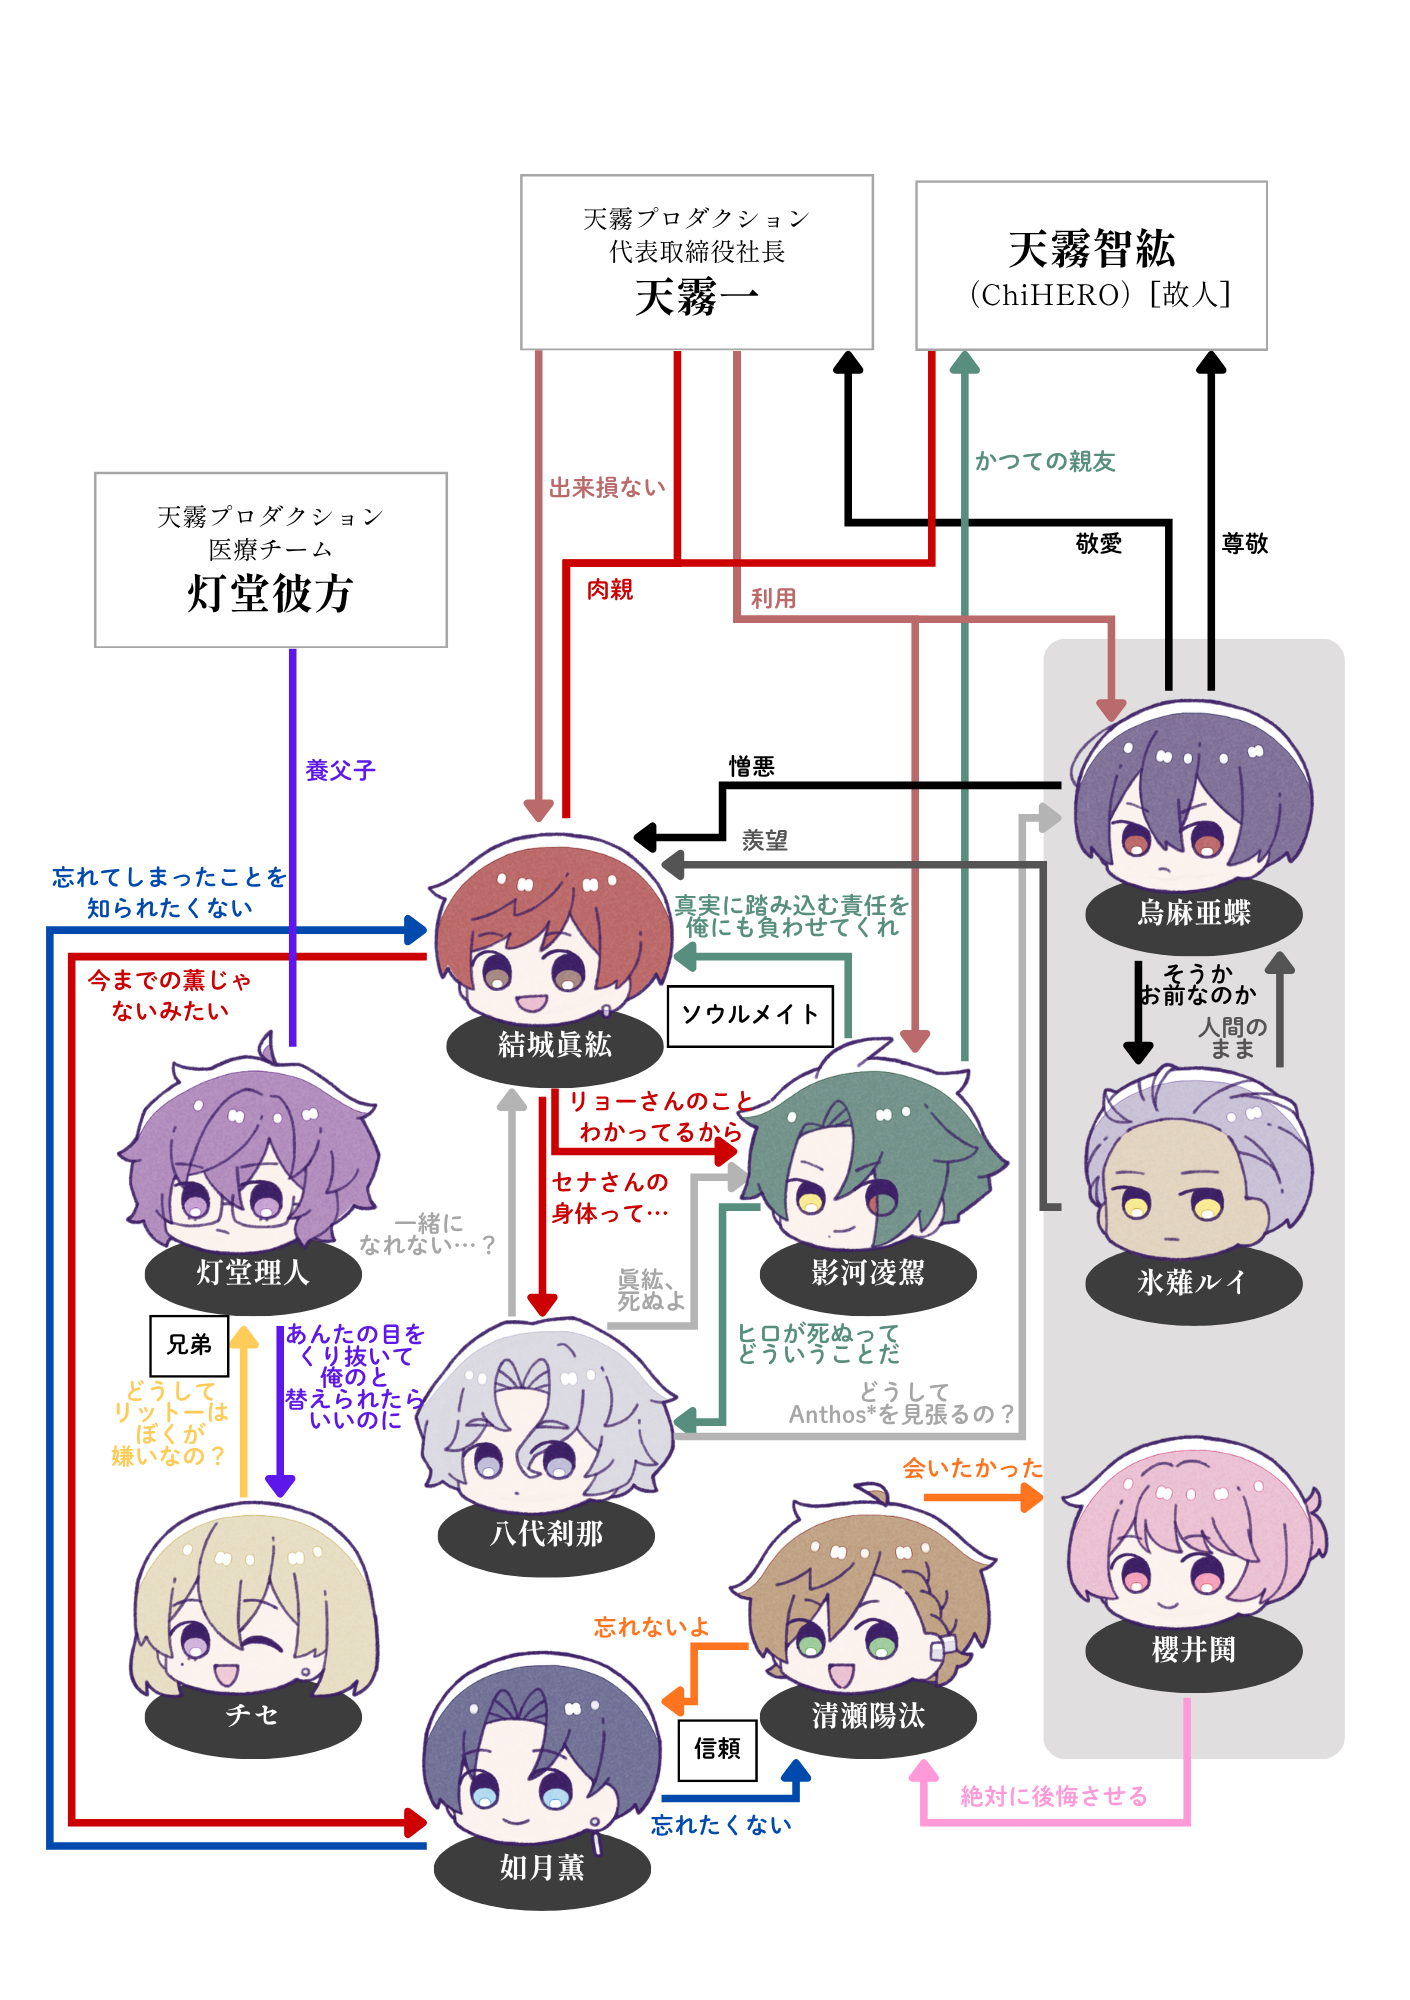 天霧プロダクション
代表取締役社長
天霧一
天霧智紘
（ChiHERO）[故人]
かつての親友
出来損ない
天霧プロダクション
医療チーム
灯堂彼方
敬愛
尊敬
肉親
利用
養父子
憎悪
羨望
忘れてしまったことを
知られたくない
真実に踏み込む責任を
俺にも負わせてくれ
烏麻亜蝶
今までの薫じゃ
ないみたい
ソウルメイト
結城眞紘
そうか
お前なのか
人間の
まま
リョーさんのこと
わかってるから
セナさんの
身体って…
一緒に
なれない…？
灯堂理人
影河凌駕
氷薙ルイ
眞紘、
死ぬよ
兄弟
あんたの目を
くり抜いて
俺のと
替えられたら
いいのに
ヒロが死ぬって
どういうことだ
どうして
リットーは
ぼくが
嫌いなの？
どうして
Anthos*を見張るの？
会いたかった
八代刹那
忘れないよ
櫻井鬨
チセ
清瀬陽汰
信頼
絶対に後悔させる
忘れたくない
如月薫